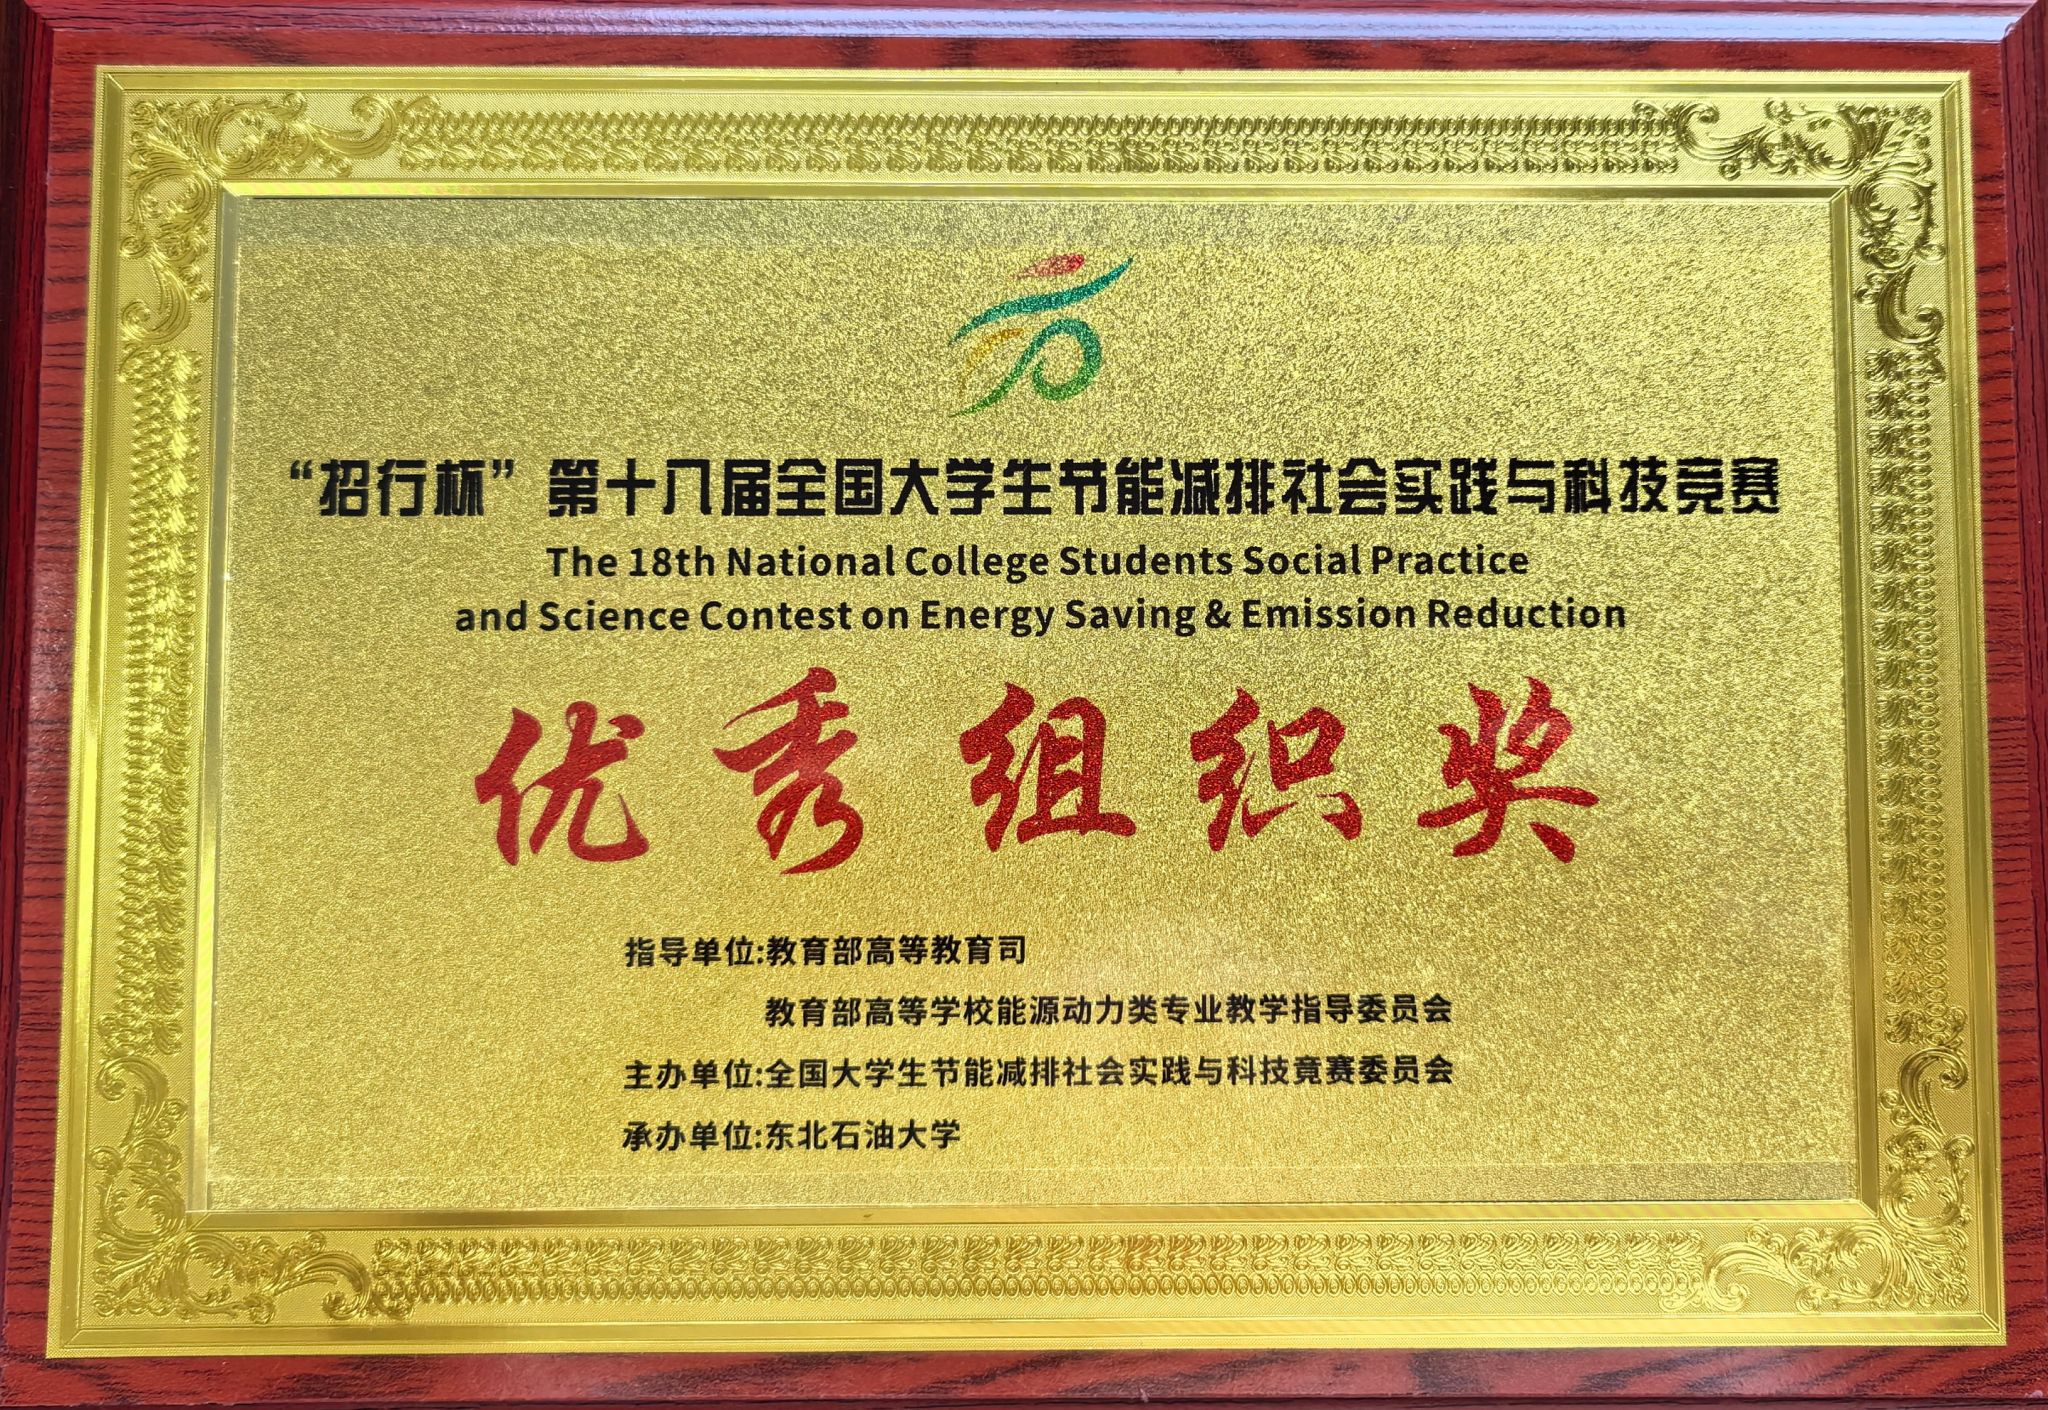 “招行杯”第十八届全国大学生节能减排社会实践与科技竞赛
The 18th National College Students Social Practice
and Science Contest on Energy Saving & Emission Reduction
优秀组织奖
指导单位:教育部高等教育司
教育部高等学校能源动力类专业教学指导委员会
主办单位:全国大学生节能减排社会实践与科技竞赛委员会
承办单位:东北石油大学